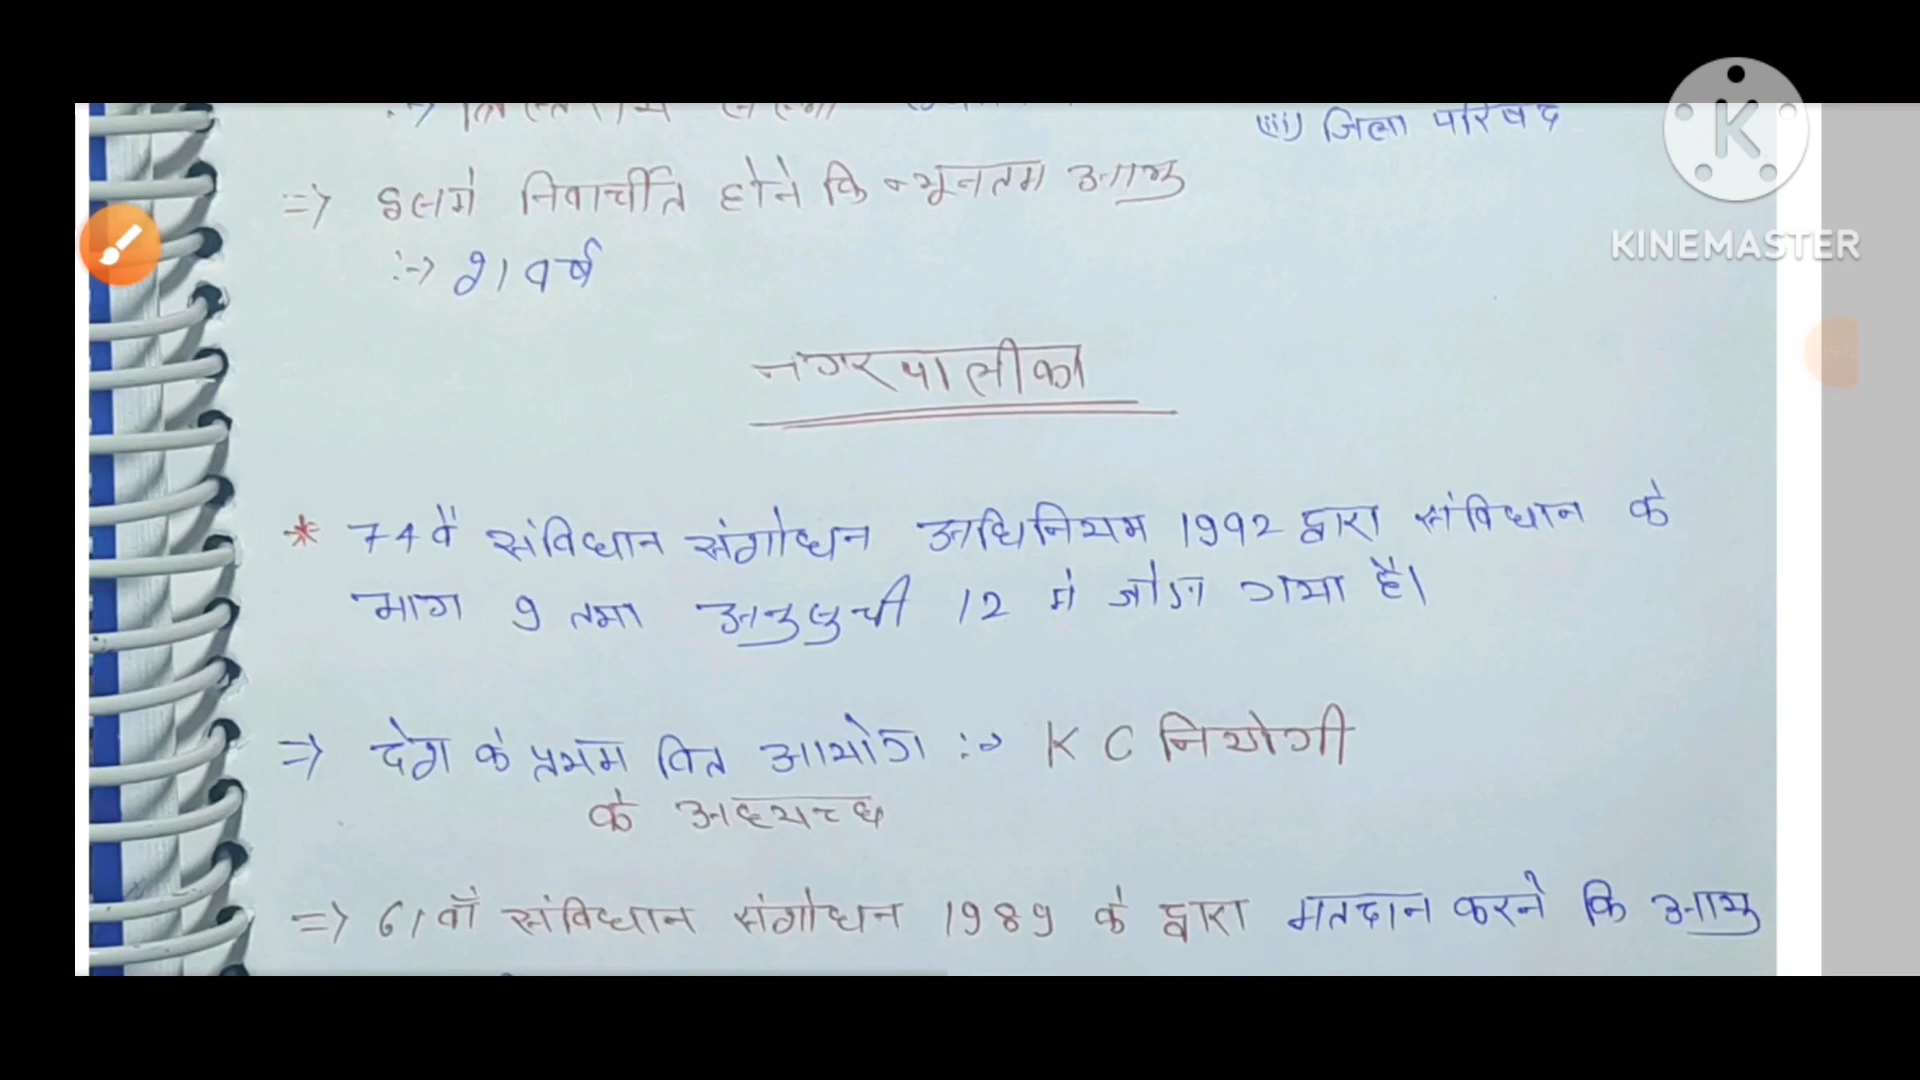 (iii) जिला परिषद
=> इसमे निवार्चीत होने कि न्यूनतम आयु
:-> 21 वर्ष
नगरपालीका
* 74वें संविधान संशोधन अधिनियम 1992 द्वारा संविधान के
भाग 9 तथा अनुसुची 12 मे जोड़ा गया है।
=> देश के प्रथम वित आयोग :-> K C नियोगी
के अध्यच्छ
=> 61वाँ संविधान संशोधन 1989 के द्वारा मतदान करने कि आयु
K
KINEMASTER